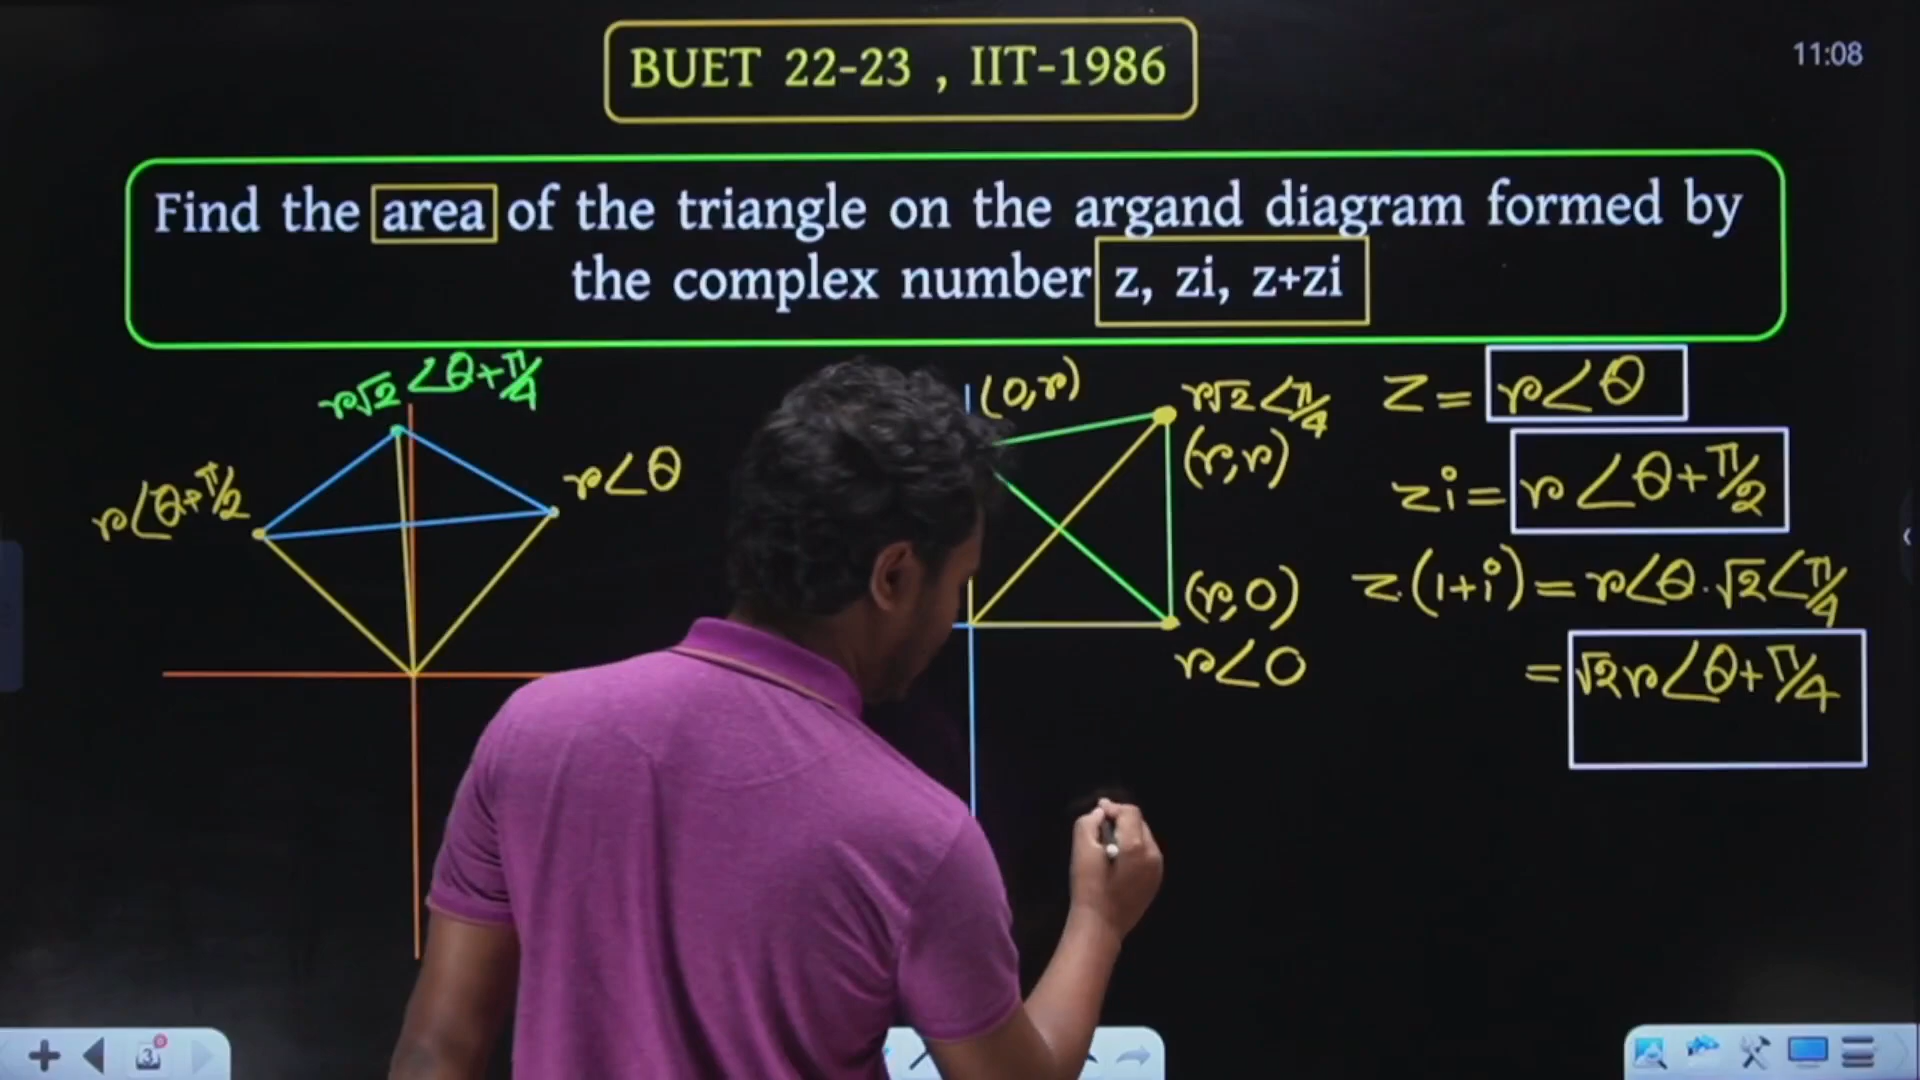 BUET 22-23 , IIT-1986
11:08
Find the area of the triangle on the argand diagram formed by
the complex number z, zi, z+zi
r√2 ∠θ+π/4
r∠θ+π/2
r∠θ
(0,r)
r√2 ∠π/4
(r,r)
(r,0)
r∠0
z = r∠θ
zi = r∠θ+π/2
z.(1+i) = r∠θ.√2∠π/4
= √2r∠θ+π/4
3